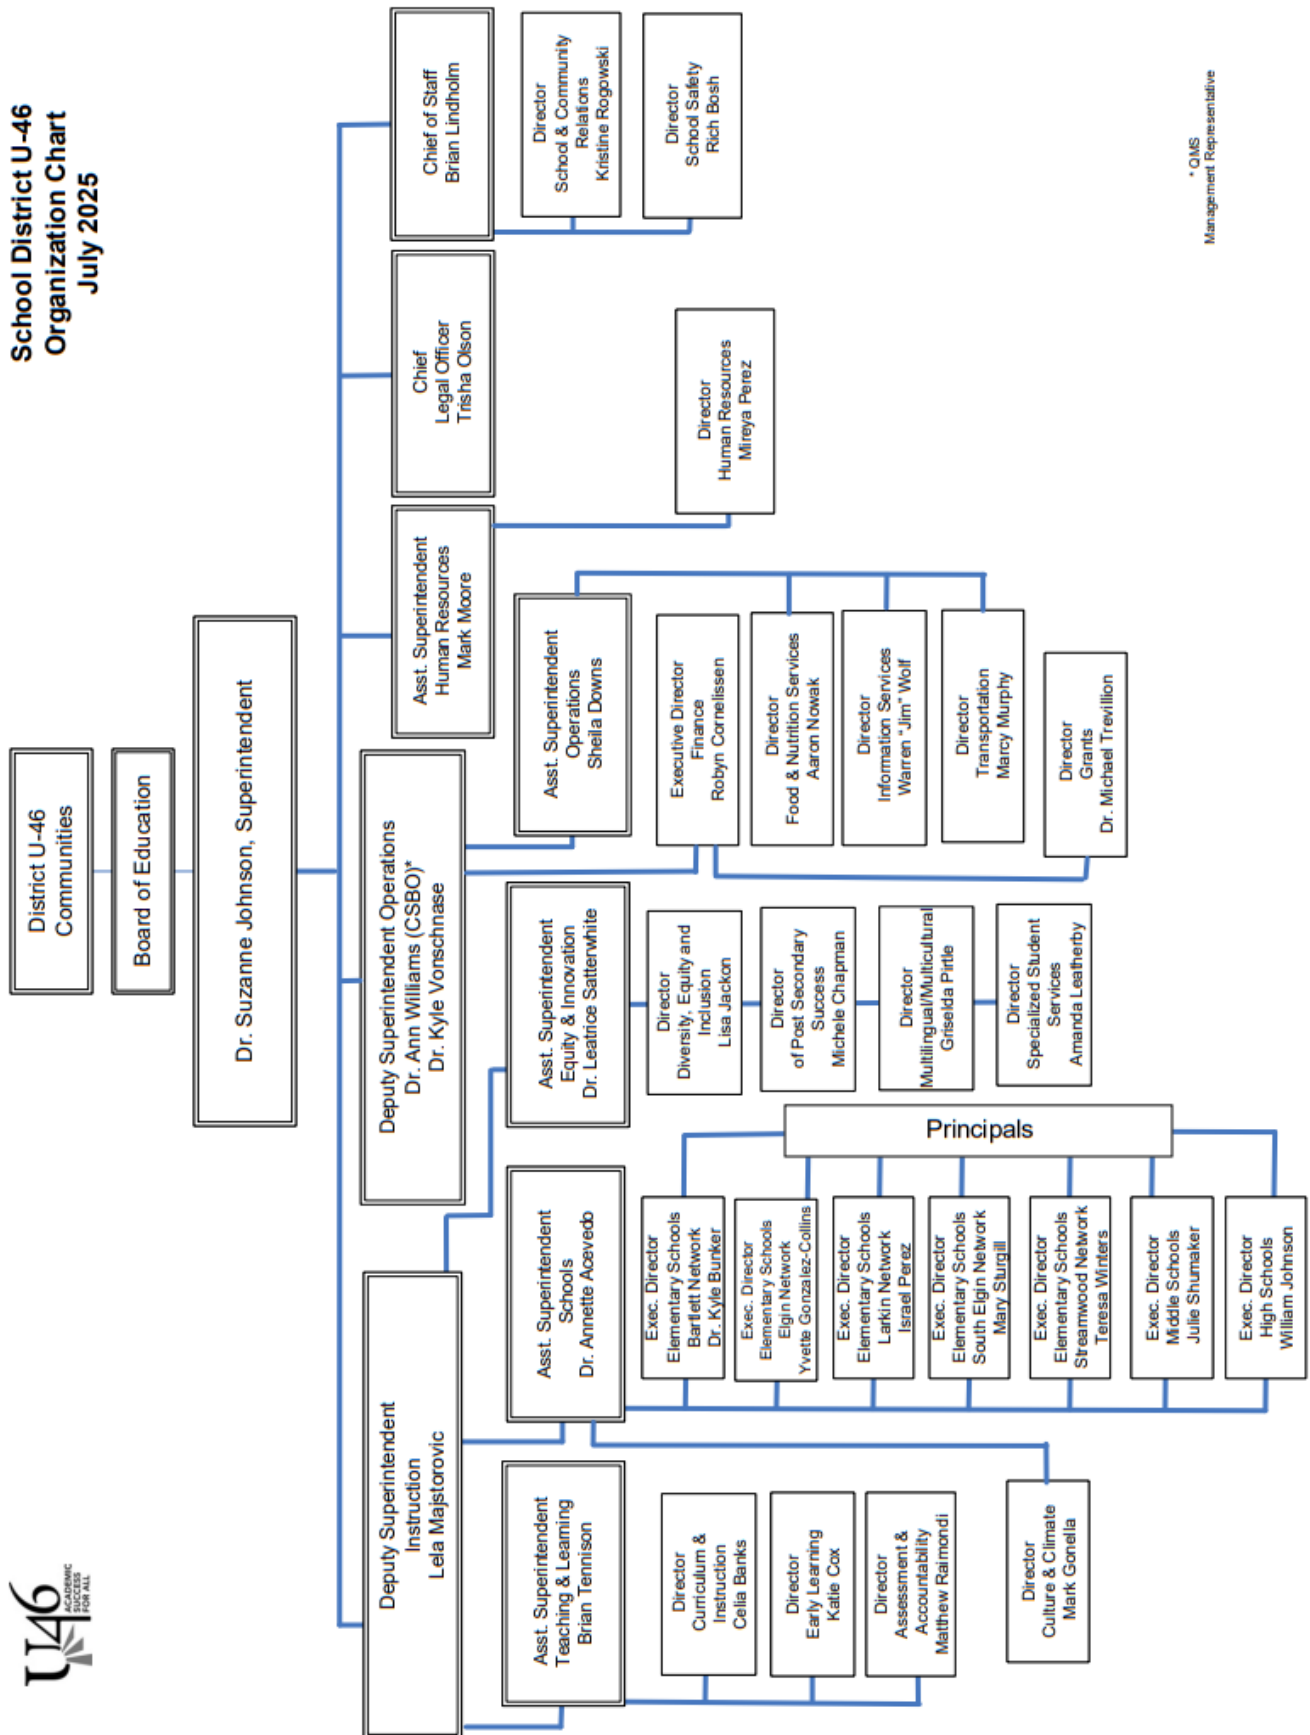 U46
ACADEMIC
SUCCESS
FOR ALL
School District U-46
Organization Chart
July 2025
District U-46
Communities
Board of Education
Dr. Suzanne Johnson, Superintendent
Deputy Superintendent
Instruction
Lela Majstorovic
Deputy Superintendent Operations
Dr. Ann Williams (CSBO)*
Dr. Kyle Vonschnase
Asst. Superintendent
Human Resources
Mark Moore
Chief
Legal Officer
Trisha Olson
Chief of Staff
Brian Lindholm
Asst. Superintendent
Teaching & Learning
Brian Tennison
Asst. Superintendent
Schools
Dr. Annette Acevedo
Asst. Superintendent
Equity & Innovation
Dr. Leatrice Satterwhite
Asst. Superintendent
Operations
Sheila Downs
Director
School & Community
Relations
Kristine Rogowski
Director
School Safety
Rich Bosh
Director
Curriculum &
Instruction
Celia Banks
Director
Early Learning
Katie Cox
Director
Assessment &
Accountability
Matthew Raimondi
Director
Culture & Climate
Mark Gonella
Exec. Director
Elementary Schools
Bartlett Network
Dr. Kyle Bunker
Exec. Director
Elementary Schools
Elgin Network
Yvette Gonzalez-Collins
Exec. Director
Elementary Schools
Larkin Network
Israel Perez
Exec. Director
Elementary Schools
South Elgin Network
Mary Sturgill
Exec. Director
Elementary Schools
Streamwood Network
Teresa Winters
Exec. Director
Middle Schools
Julie Shumaker
Exec. Director
High Schools
William Johnson
Principals
Director
Diversity, Equity and
Inclusion
Lisa Jackon
Director
of Post Secondary
Success
Michele Chapman
Director
Multilingual/Multicultural
Griselda Pirtle
Director
Specialized Student
Services
Amanda Leatherby
Executive Director
Finance
Robyn Cornelissen
Director
Food & Nutrition Services
Aaron Nowak
Director
Information Services
Warren "Jim" Wolf
Director
Transportation
Marcy Murphy
Director
Grants
Dr. Michael Trevillion
Director
Human Resources
Mireya Perez
* QMS
Management Representative